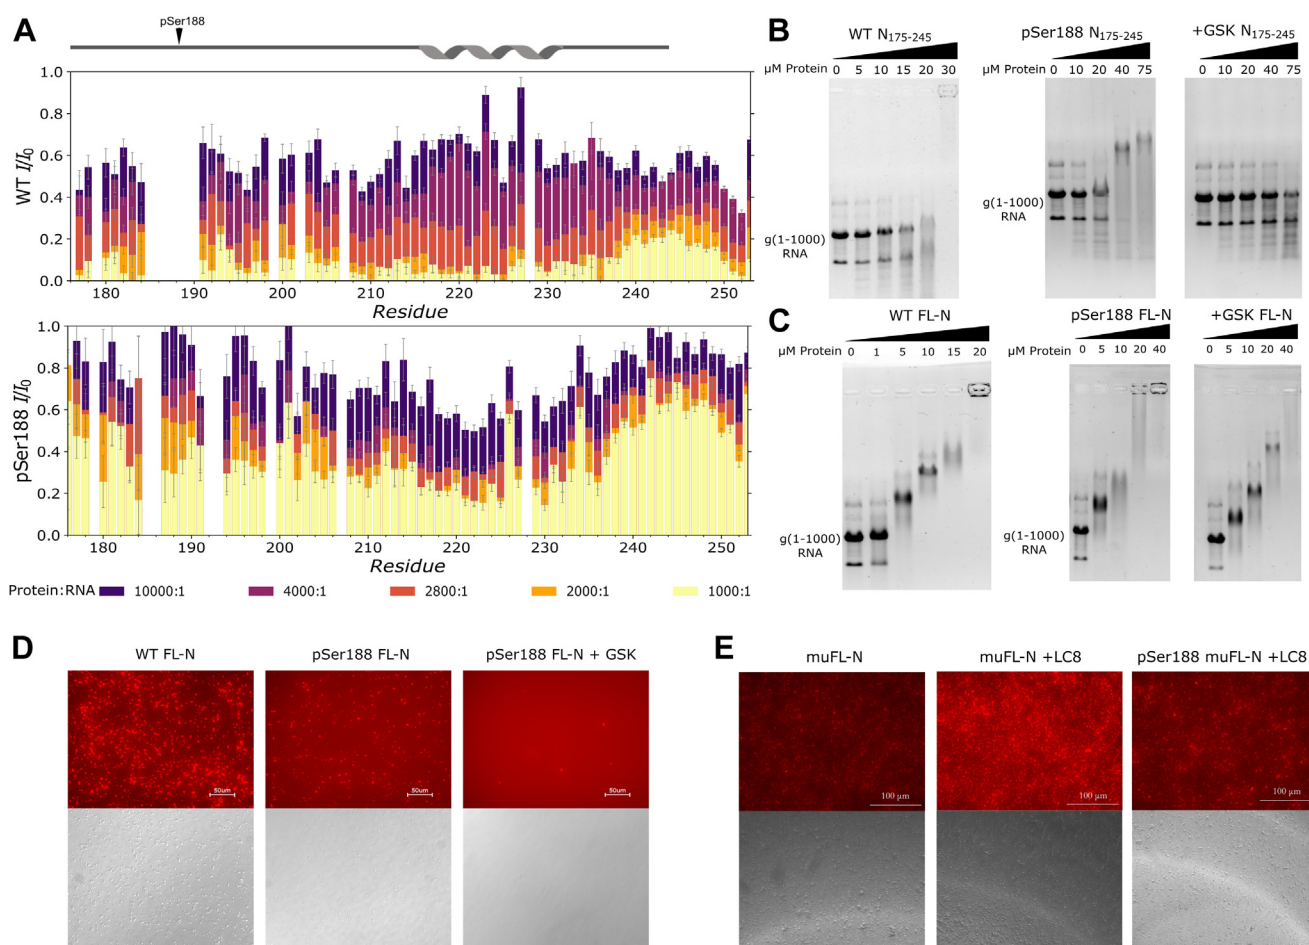 A
pSer188
WT I/I0
1.0
0.8
0.6
0.4
0.2
0.0
180 190 200 210 220 230 240 250
Residue
pSer188 I/I0
1.0
0.8
0.6
0.4
0.2
0.0
180 190 200 210 220 230 240 250
Residue
Protein:RNA 10000:1 4000:1 2800:1 2000:1 1000:1
B
WT N175-245
µM Protein 0 5 10 15 20 30
g(1-1000)
RNA
pSer188 N175-245
µM Protein 0 10 20 40 75
g(1-1000)
RNA
+GSK N175-245
0 10 20 40 75
C
WT FL-N
µM Protein 0 1 5 10 15 20
g(1-1000)
RNA
pSer188 FL-N
µM Protein 0 5 10 20 40
g(1-1000)
RNA
+GSK FL-N
0 5 10 20 40
D
WT FL-N
50um
pSer188 FL-N
50um
pSer188 FL-N + GSK
50um
E
muFL-N
100 µm
muFL-N +LC8
100 µm
pSer188 muFL-N +LC8
100 µm